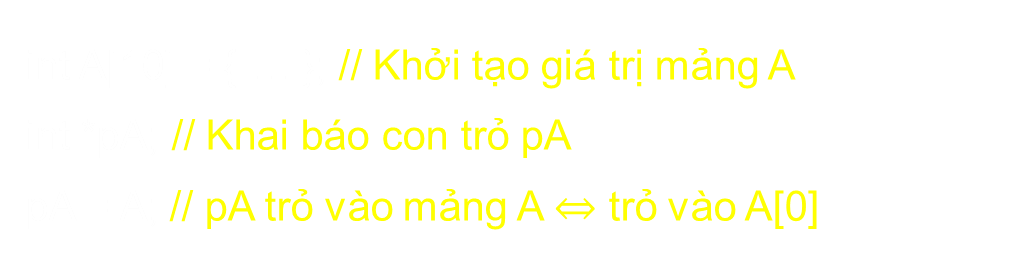 // Khởi tạo giá trị mảng A
// Khai báo con trỏ pA
// pA trỏ vào mảng A ⇔ trỏ vào A[0]